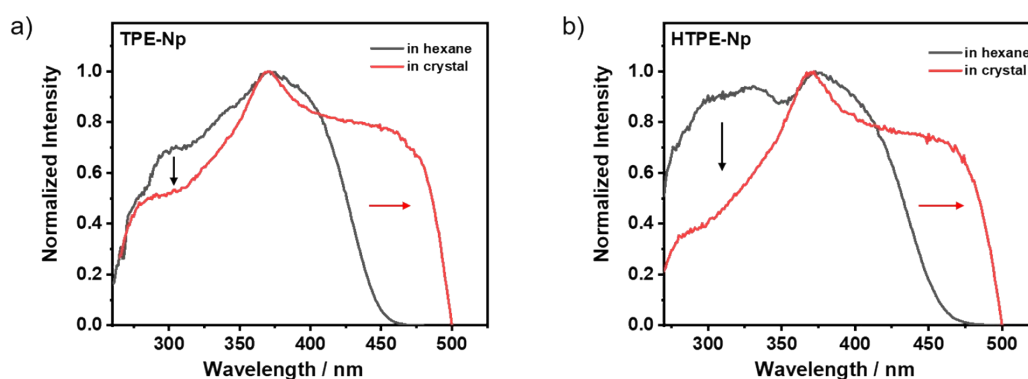 a)
TPE-Np
in hexane
in crystal
Normalized Intensity
1.0
0.8
0.6
0.4
0.2
0.0
300 350 400 450 500
Wavelength / nm
b)
HTPE-Np
in hexane
in crystal
Normalized Intensity
1.0
0.8
0.6
0.4
0.2
0.0
300 350 400 450 500
Wavelength / nm